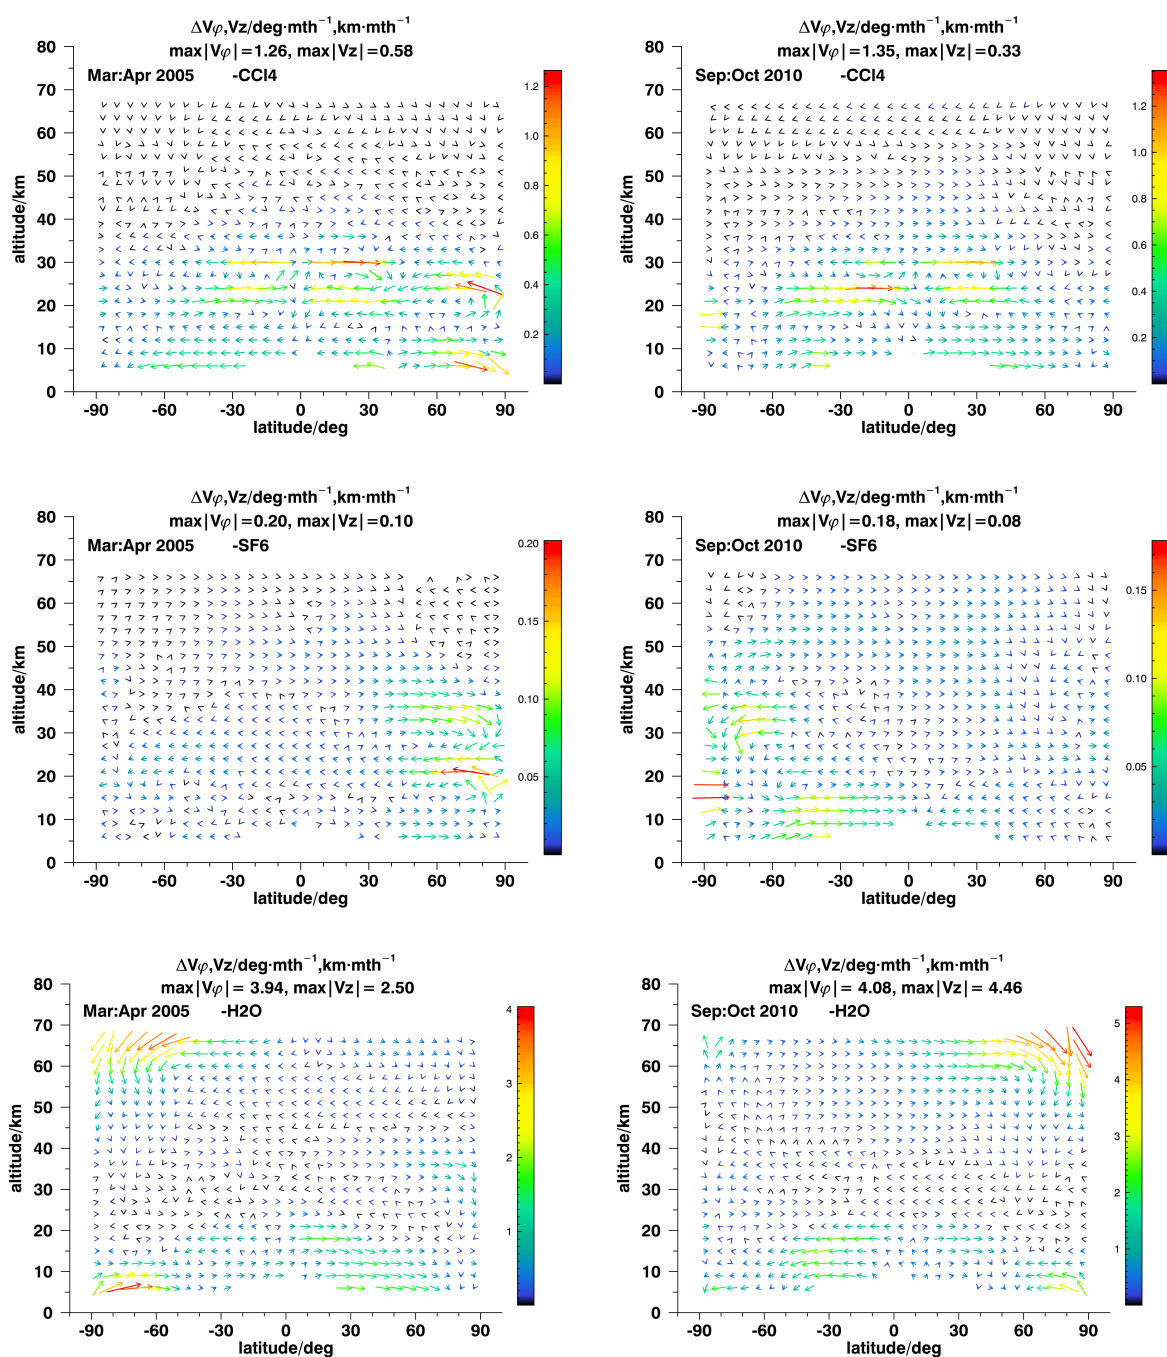 ΔVφ,Vz/deg·mth⁻¹,km·mth⁻¹
max|Vφ|=1.26, max|Vz|=0.58
Mar:Apr 2005 -CCl4
80
70
60
50
40
30
20
10
0
altitude/km
-90 -60 -30 0 30 60 90
latitude/deg
1.2
1.0
0.8
0.6
0.4
0.2
ΔVφ,Vz/deg·mth⁻¹,km·mth⁻¹
max|Vφ|=1.35, max|Vz|=0.33
Sep:Oct 2010 -CCl4
80
70
60
50
40
30
20
10
0
altitude/km
-90 -60 -30 0 30 60 90
latitude/deg
1.2
1.0
0.8
0.6
0.4
0.2
ΔVφ,Vz/deg·mth⁻¹,km·mth⁻¹
max|Vφ|=0.20, max|Vz|=0.10
Mar:Apr 2005 -SF6
80
70
60
50
40
30
20
10
0
altitude/km
-90 -60 -30 0 30 60 90
latitude/deg
0.20
0.15
0.10
0.05
ΔVφ,Vz/deg·mth⁻¹,km·mth⁻¹
max|Vφ|=0.18, max|Vz|=0.08
Sep:Oct 2010 -SF6
80
70
60
50
40
30
20
10
0
altitude/km
-90 -60 -30 0 30 60 90
latitude/deg
0.15
0.10
0.05
ΔVφ,Vz/deg·mth⁻¹,km·mth⁻¹
max|Vφ|= 3.94, max|Vz|= 2.50
Mar:Apr 2005 -H2O
80
70
60
50
40
30
20
10
0
altitude/km
-90 -60 -30 0 30 60 90
latitude/deg
4
3
2
1
ΔVφ,Vz/deg·mth⁻¹,km·mth⁻¹
max|Vφ|= 4.08, max|Vz|= 4.46
Sep:Oct 2010 -H2O
80
70
60
50
40
30
20
10
0
altitude/km
-90 -60 -30 0 30 60 90
latitude/deg
5
4
3
2
1